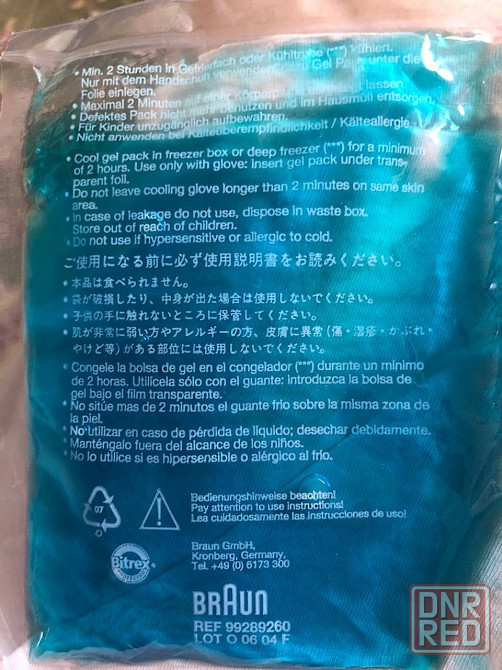 • Min. 2 Stunden in Gefrierfach oder Kühltruhe (***) kühlen.
Nur mit dem Handschuh verwenden, dazu Gel Pack unter die
Folie einlegen.
• Maximal 2 Minuten auf einer Körperp lassen
• Defektes Pack nicht mehr benutzen und im Hausmüll entsorgen.
• Für Kinder unzugänglich aufbewahren.
• Nicht anwenden bei Kälteüberempfindlichkeit / Kälteallergie.
• Cool gel pack in freezer box or deep freezer (***) for a minimum
of 2 hours. Use only with glove: insert gel pack under trans-
parent foil.
• Do not leave cooling glove longer than 2 minutes on same skin
area.
• In case of leakage do not use, dispose in waste box.
Store out of reach of children.
• Do not use if hypersensitive or allergic to cold.
ご使用になる前に必ず使用説明書をお読みください。
• 本品は食べられません。
• 袋が破損したり、中身が出た場合は使用しないでください。
• 子供の手に触れないところに保管してください。
• 肌が非常に弱い方やアレルギーの方、皮膚に異常(傷・湿疹・かぶれ・
やけど等)がある部位には使用しないでください。
• Congele la bolsa de gel en el congelador (***) durante un mínimo
de 2 horas. Utilícela sólo con el guante: introduzca la bolsa de
gel bajo el film transparente.
• No sitúe mas de 2 minutos el guante frio sobre la misma zona de
la piel.
• No utilizar en caso de pérdida de liquido; desechar debidamente.
• Manténgalo fuera del alcance de los niños.
• No lo utilice si es hipersensible o alérgico al frío.
07
Bedienungshinweise beachten!
Pay attention to use instructions!
Lea cuidadosamente las instrucciones de uso!
Bitrex
Braun GmbH,
Kronberg, Germany,
Tel. +49 (0) 6173 300
BRAUN
REF 99289260
LOT O 06 04 F
DNR
RED